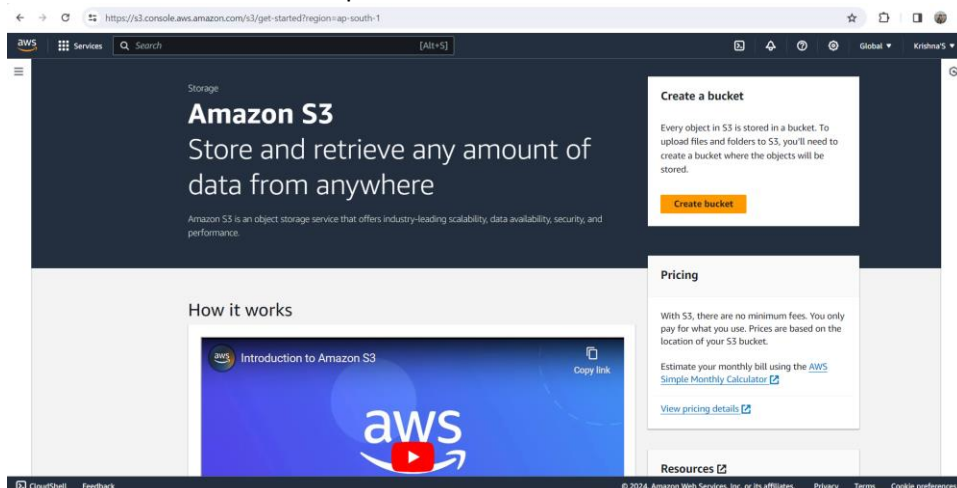 https://s3.console.aws.amazon.com/s3/get-started?region=ap-south-1
aws Services Search [Alt+S] Global Krishna'S
Storage
Amazon S3
Store and retrieve any amount of
data from anywhere
Amazon S3 is an object storage service that offers industry-leading scalability, data availability, security, and
performance.
Create a bucket
Every object in S3 is stored in a bucket. To
upload files and folders to S3, you'll need to
create a bucket where the objects will be
stored.
Create bucket
Pricing
With S3, there are no minimum fees. You only
pay for what you use. Prices are based on the
location of your S3 bucket.
Estimate your monthly bill using the AWS
Simple Monthly Calculator
View pricing details
How it works
aws Introduction to Amazon S3
Copy link
aws
Resources
CloudShell Feedback © 2024, Amazon Web Services, Inc. or its affiliates. Privacy Terms Cookie preferences